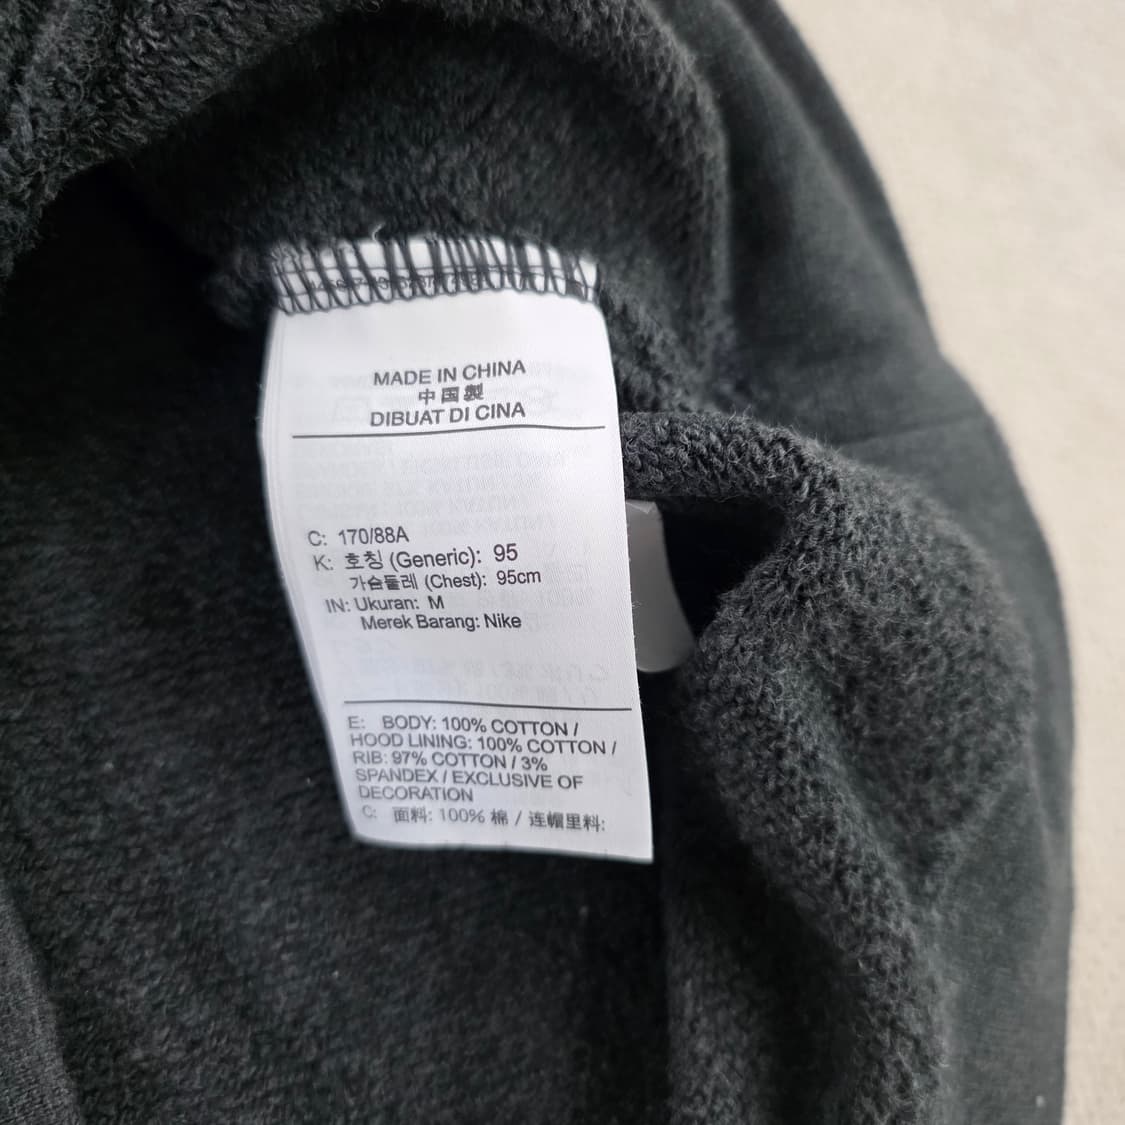 MADE IN CHINA
中国製
DIBUAT DI CINA
C: 170/88A
K: 호칭 (Generic): 95
가슴둘레 (Chest): 95cm
IN: Ukuran: M
Merek Barang: Nike
E: BODY: 100% COTTON /
HOOD LINING: 100% COTTON /
RIB: 97% COTTON / 3%
SPANDEX / EXCLUSIVE OF
DECORATION
C: 面料: 100% 棉 / 连帽里料: